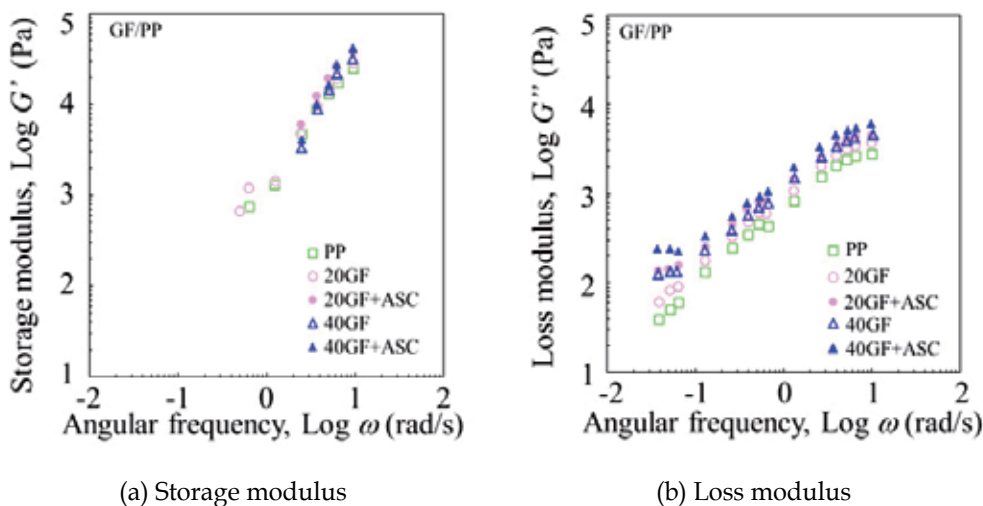 5
GF/PP
4
3
2
1
Storage modulus, Log G' (Pa)
PP
20GF
20GF+ASC
40GF
40GF+ASC
-2 -1 0 1 2
Angular frequency, Log ω (rad/s)
(a) Storage modulus
5
GF/PP
4
3
2
1
Loss modulus, Log G'' (Pa)
PP
20GF
20GF+ASC
40GF
40GF+ASC
-2 -1 0 1 2
Angular frequency, Log ω (rad/s)
(b) Loss modulus